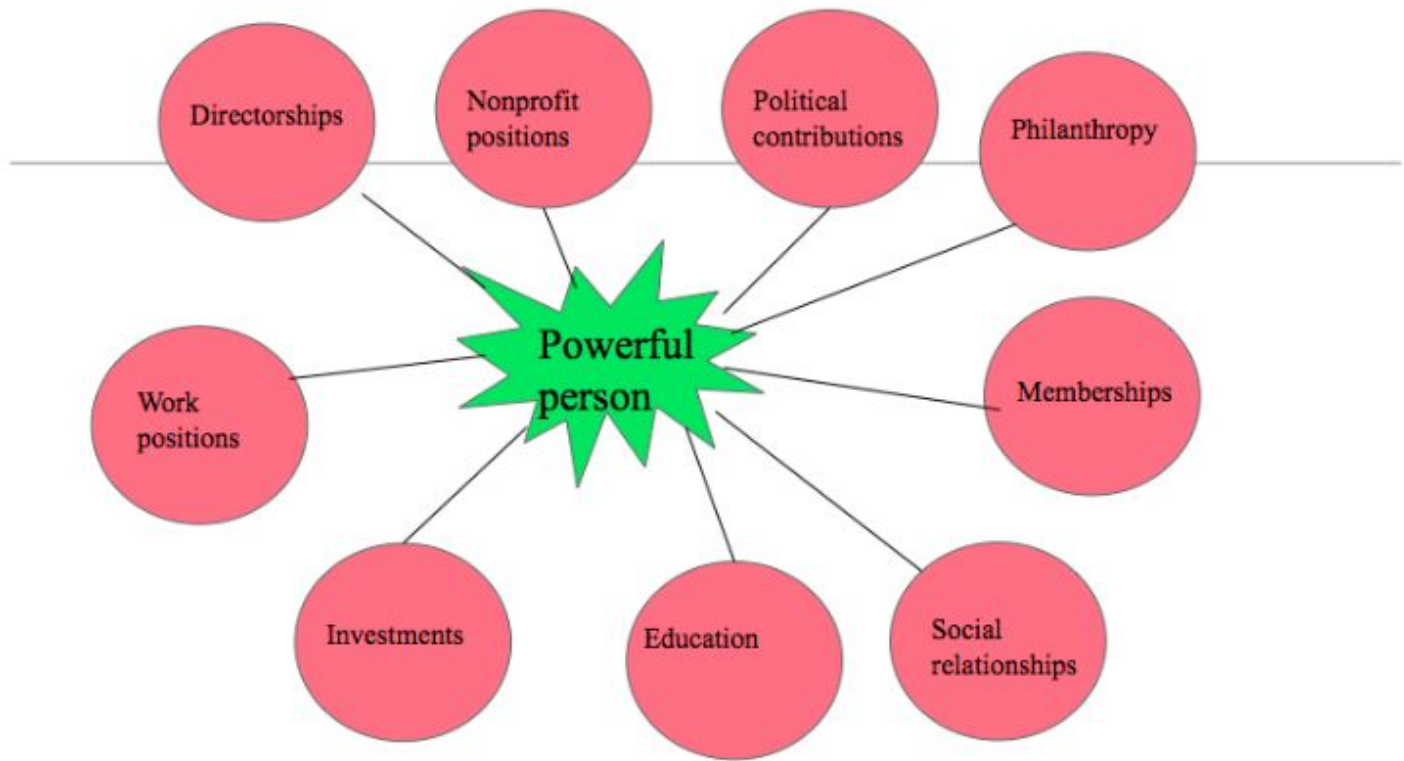 Directorships
Nonprofit
positions
Political
contributions
Philanthropy
Powerful
person
Work
positions
Memberships
Investments
Education
Social
relationships